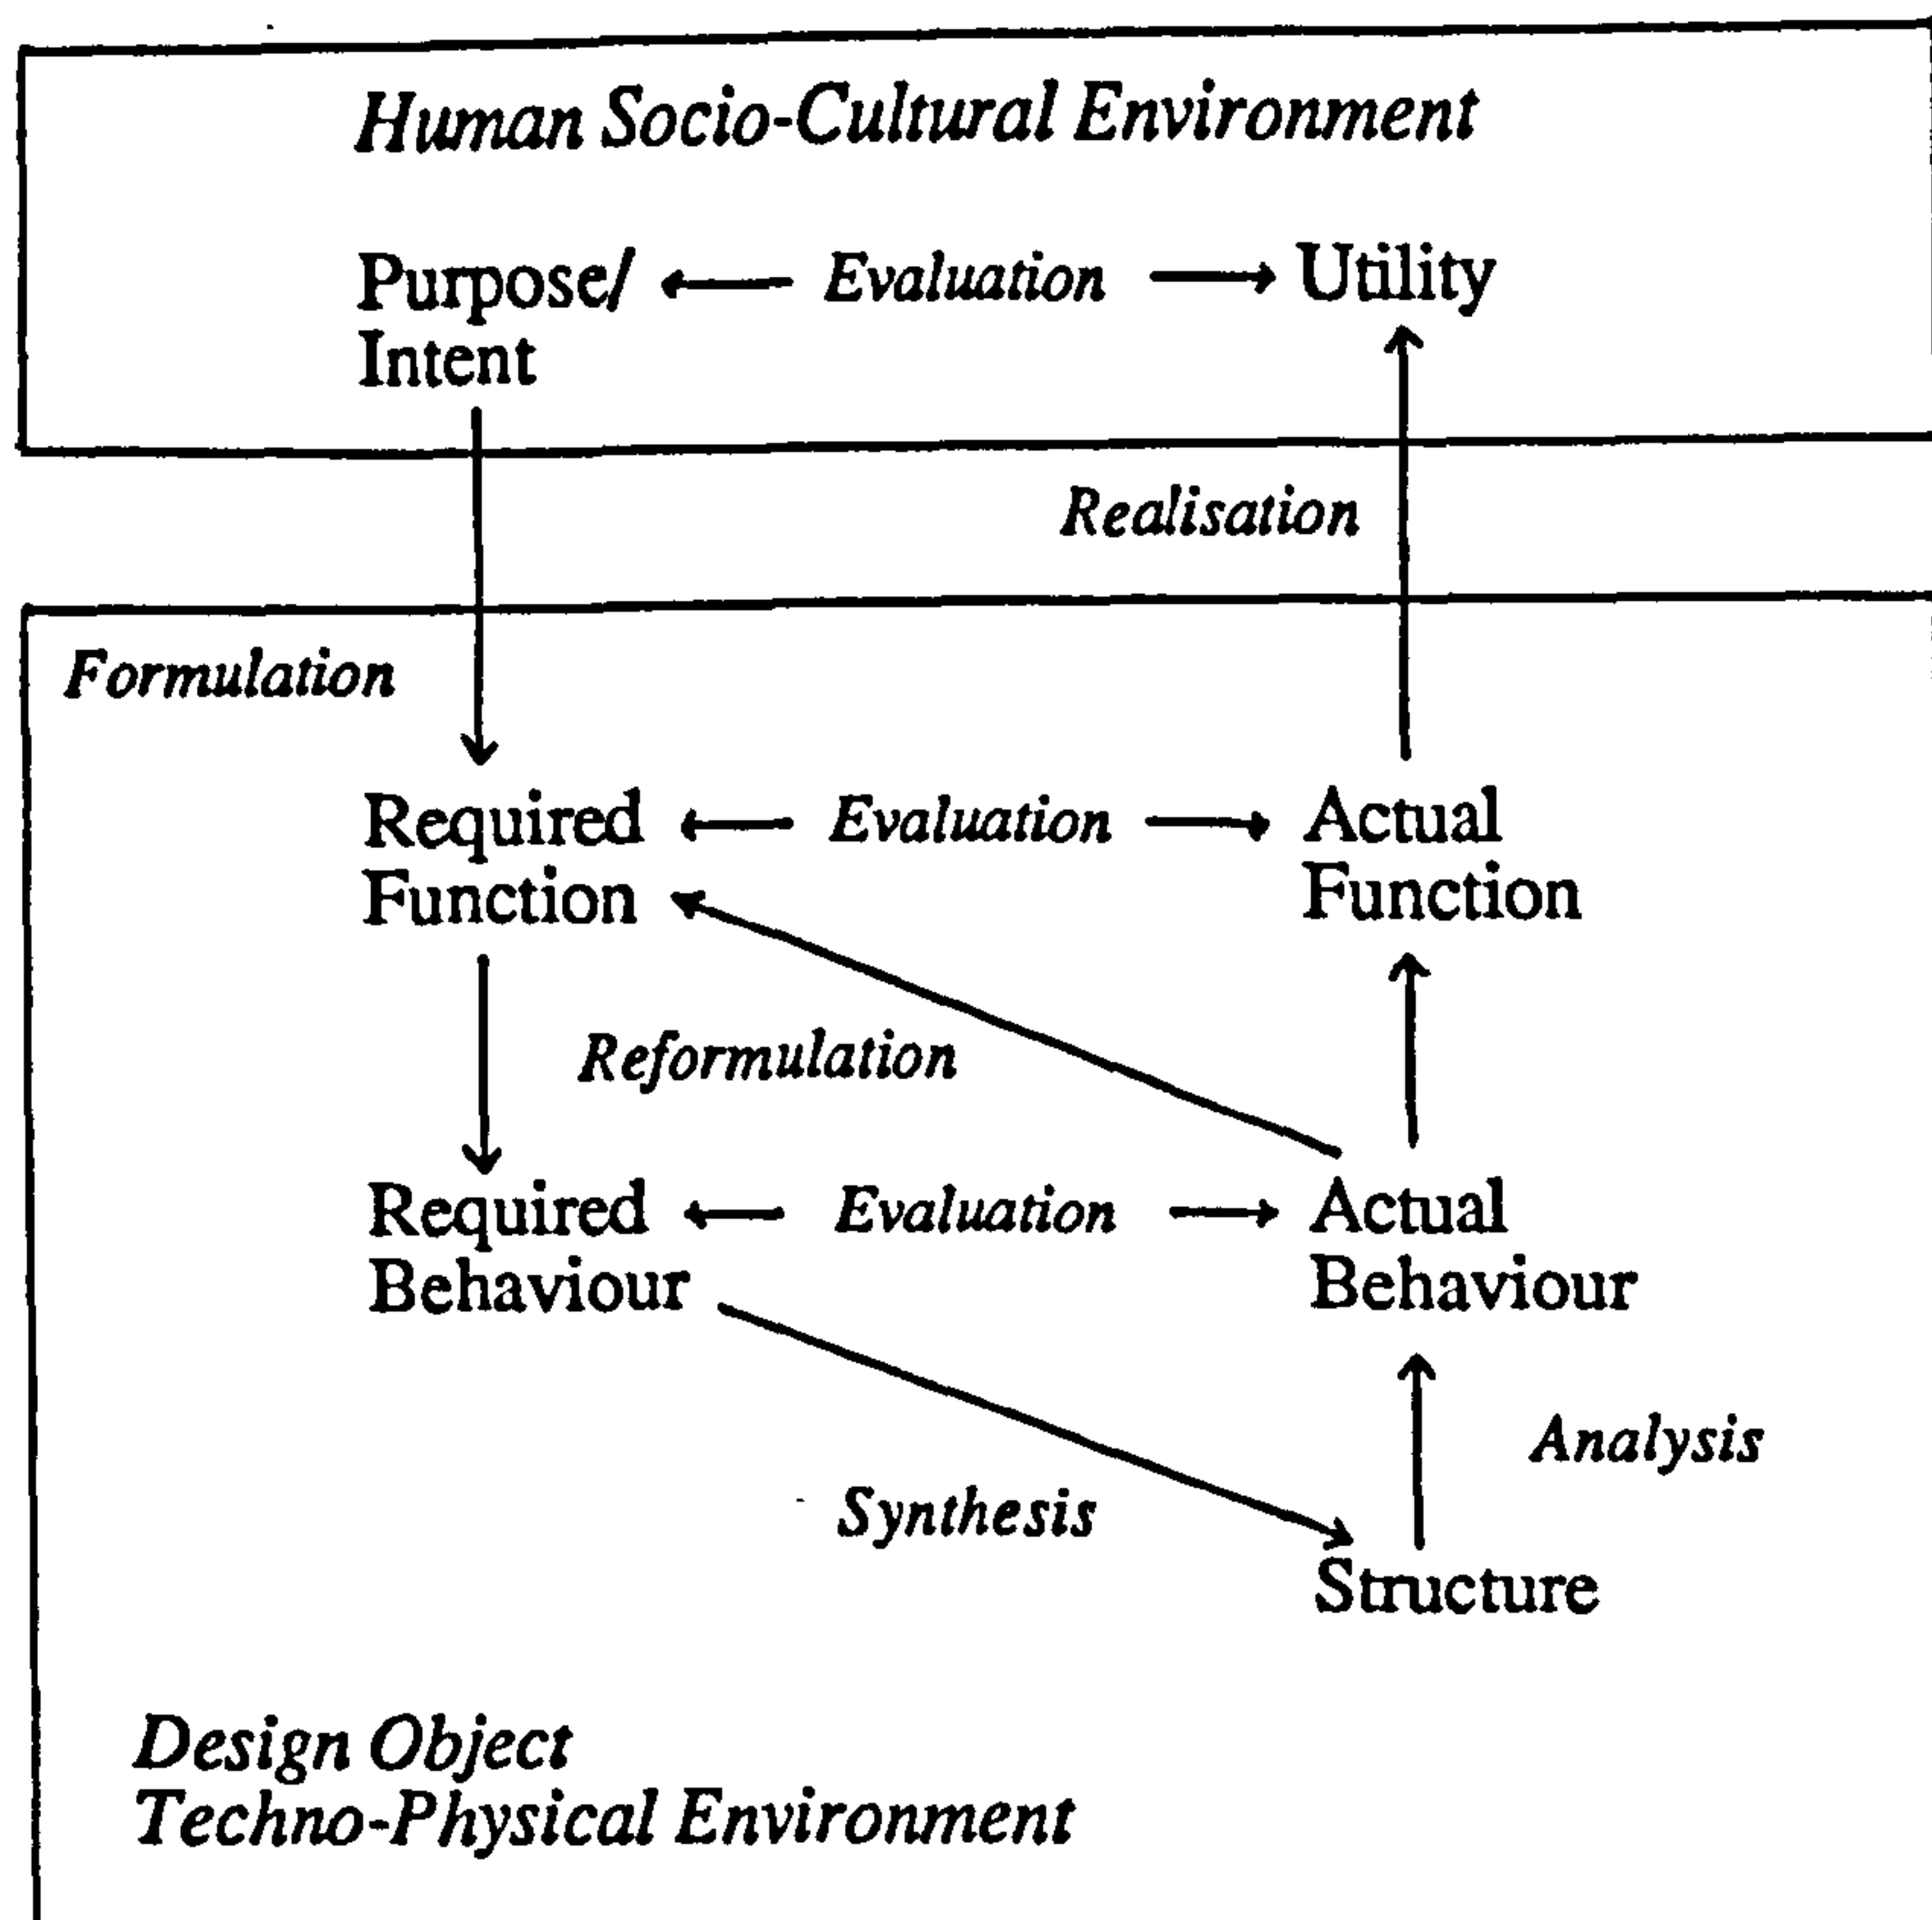 Human Socio-Cultural Environment
Purpose/ Evaluation Utility
Intent
Realisation
Formulation
Required Evaluation Actual
Function Function
Reformulation
Required Evaluation Actual
Behaviour Behaviour
Analysis
Synthesis
Structure
Design Object
Techno-Physical Environment